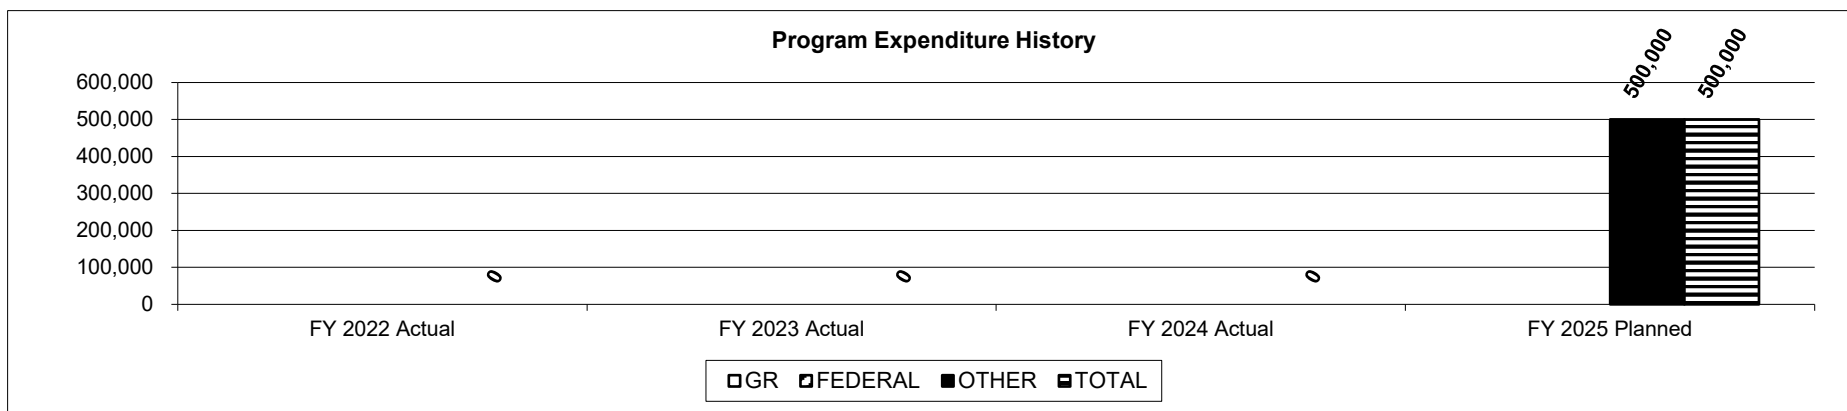 Program Expenditure History
500,000 500,000
600,000
500,000
400,000
300,000
200,000
100,000
0
0 0 0
FY 2022 Actual FY 2023 Actual FY 2024 Actual FY 2025 Planned
GR FEDERAL OTHER TOTAL